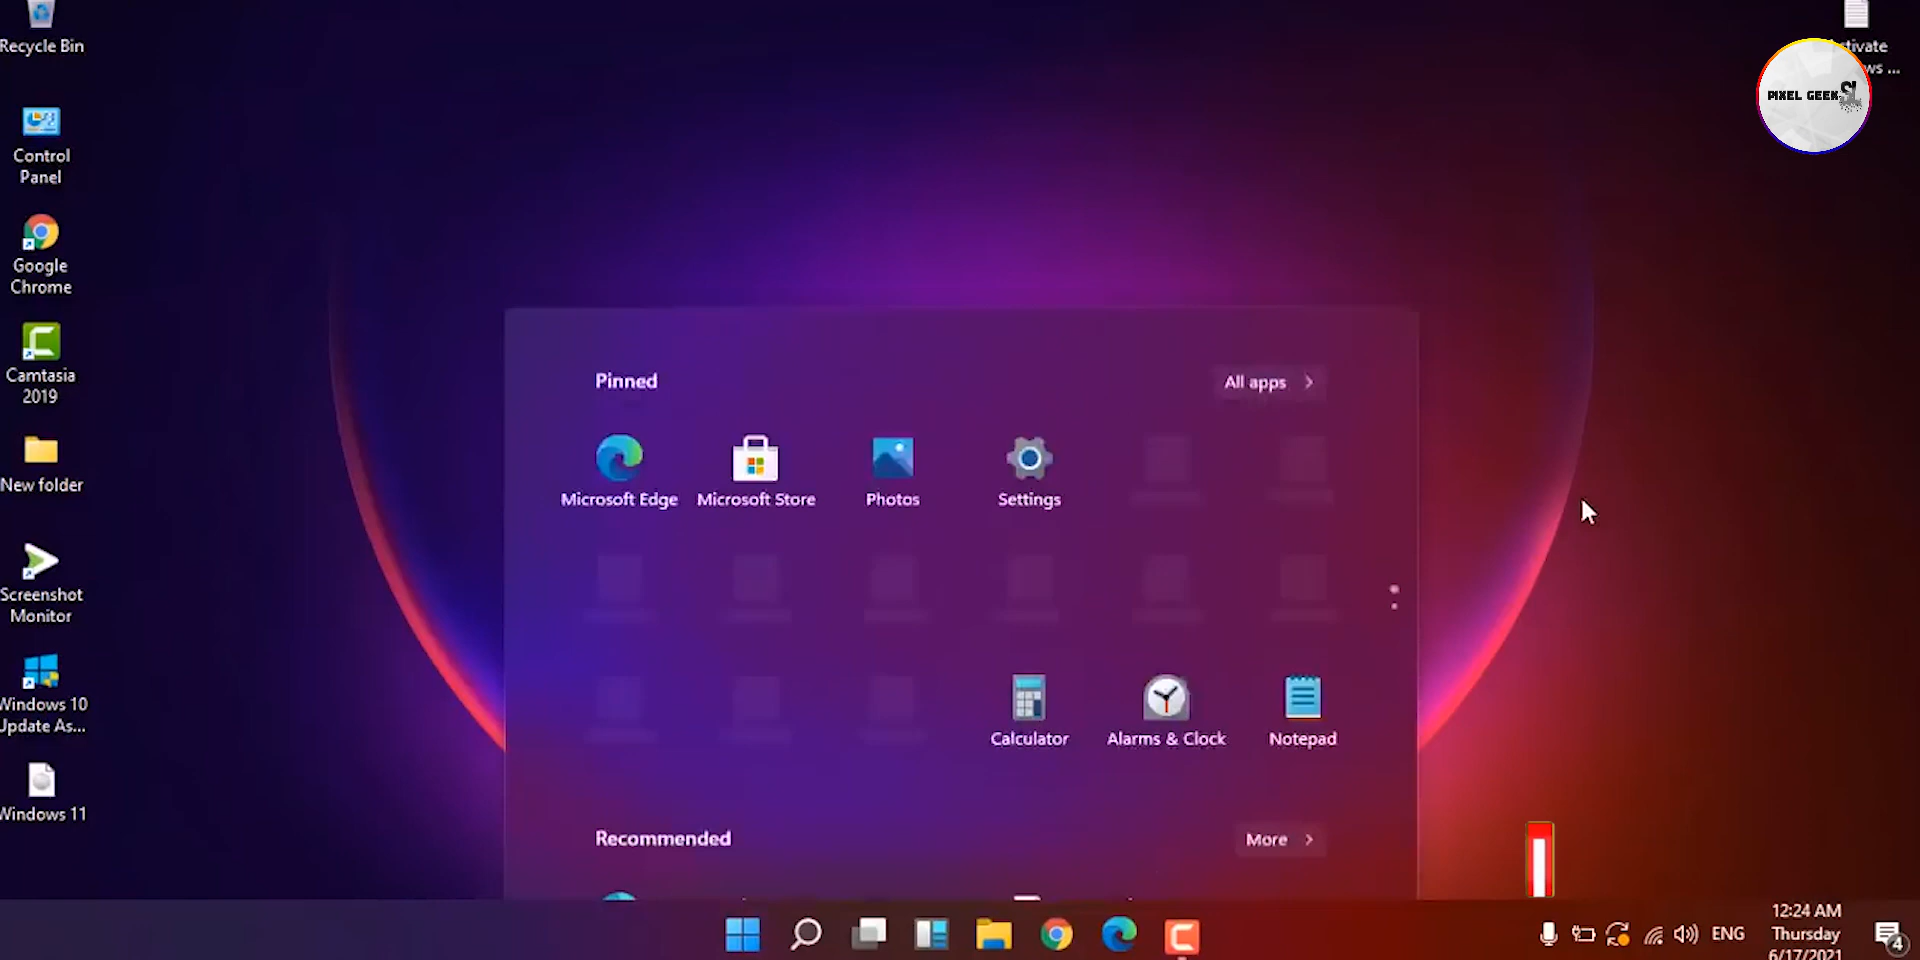 Recycle Bin
Control
Panel
Google
Chrome
Camtasia
2019
New folder
Screenshot
Monitor
Windows 10
Update As...
Windows 11
PIXEL GEEK
Pinned
All apps
Microsoft Edge
Microsoft Store
Photos
Settings
Calculator
Alarms & Clock
Notepad
Recommended
More
ENG
12:24 AM
Thursday
6/17/2021
4